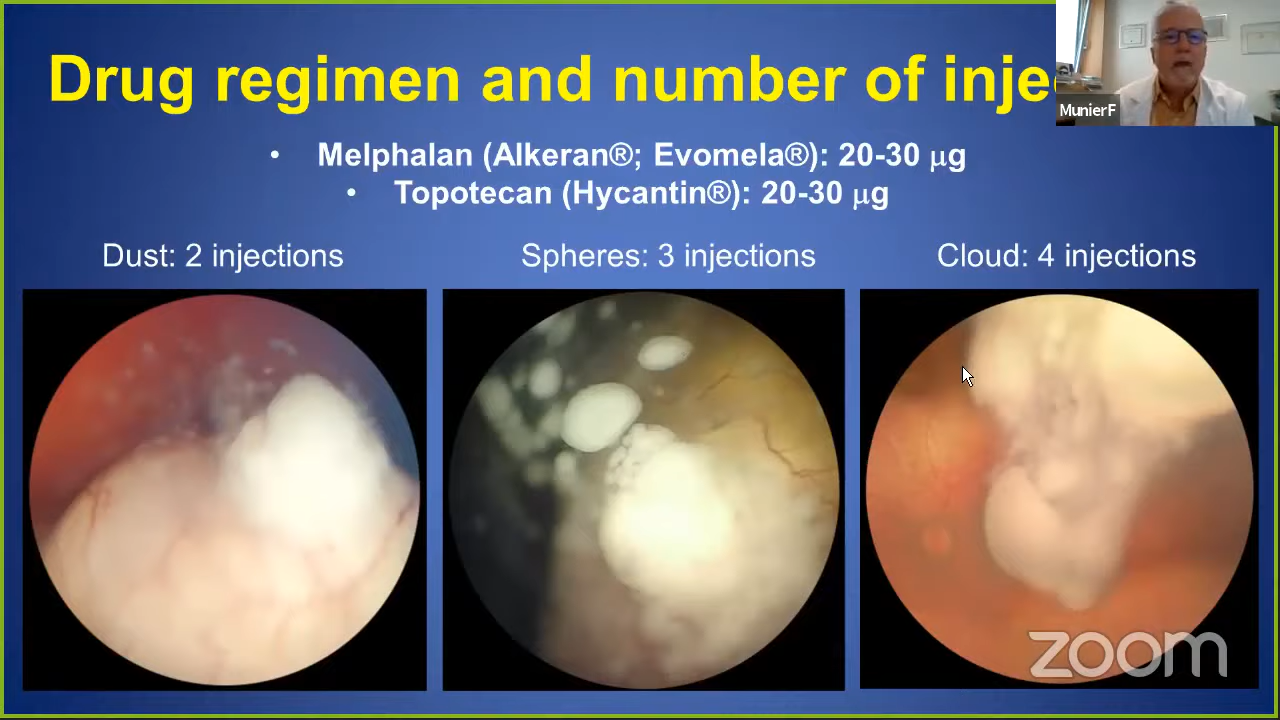 Drug regimen and number of inje
MunierF
• Melphalan (Alkeran®; Evomela®): 20-30 μg
• Topotecan (Hycantin®): 20-30 μg
Dust: 2 injections
Spheres: 3 injections
Cloud: 4 injections
zoom